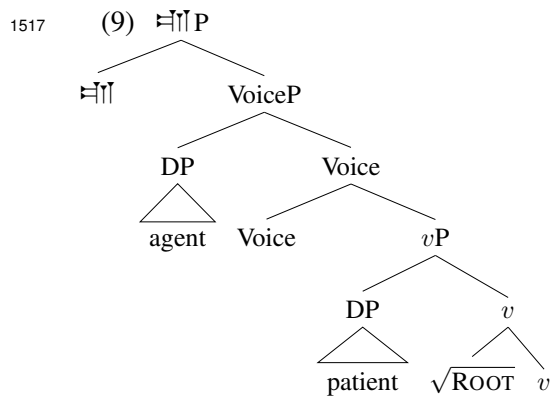 1517 (9) P
VoiceP
DP Voice
agent Voice vP
DP v
patient √ROOT v